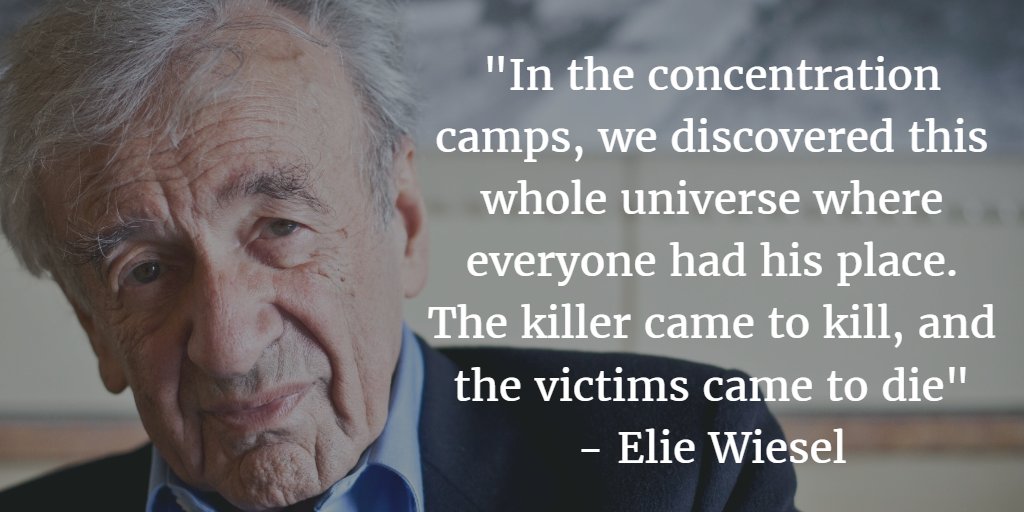 "In the concentration
camps, we discovered this
whole universe where
everyone had his place.
The killer came to kill, and
the victims came to die"
- Elie Wiesel